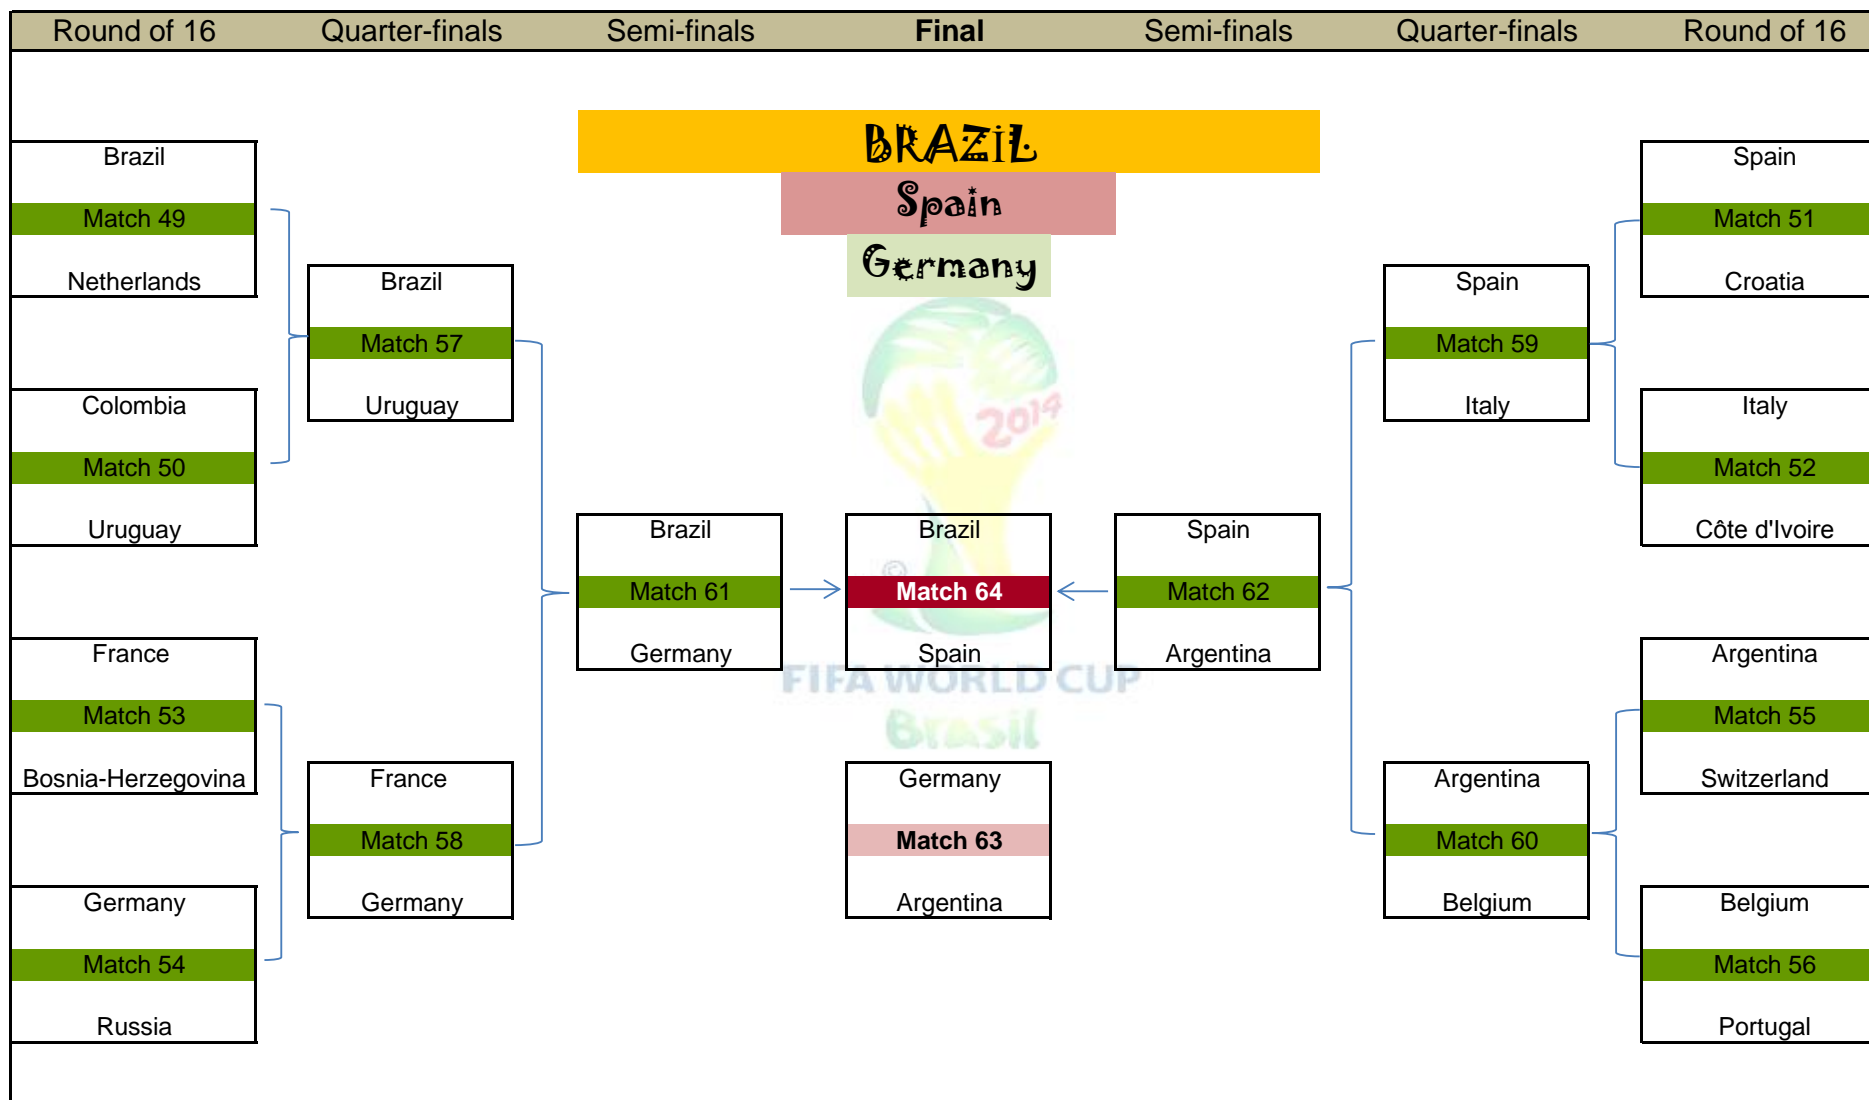 Round of 16 Quarter-finals Semi-finals Final Semi-finals Quarter-finals Round of 16
BRAZIL
Spain
Germany
Brazil
Match 49
Netherlands
Colombia
Match 50
Uruguay
France
Match 53
Bosnia-Herzegovina
Germany
Match 54
Russia
Brazil
Match 57
Uruguay
France
Match 58
Germany
Brazil
Match 61
Germany
2014
©
Brazil
Match 64
Spain
FIFA WORLD CUP
Brasil
Germany
Match 63
Argentina
Spain
Match 62
Argentina
Spain
Match 59
Italy
Argentina
Match 60
Belgium
Spain
Match 51
Croatia
Italy
Match 52
Côte d'Ivoire
Argentina
Match 55
Switzerland
Belgium
Match 56
Portugal